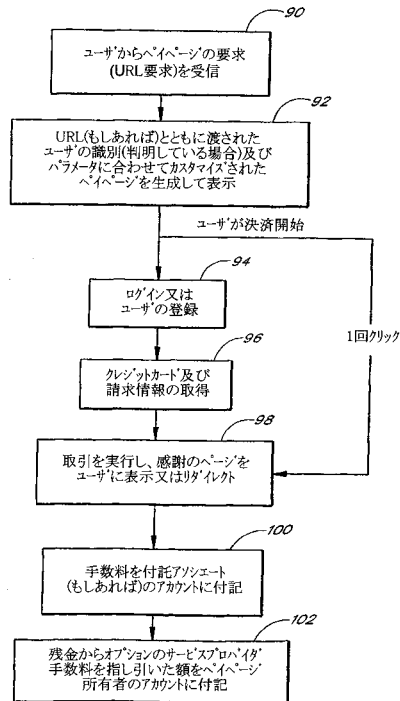 90
ユーザからペイページの要求
(URL要求)を受信
92
URL(もしあれば)とともに渡された
ユーザの識別(判明している場合)及び
パラメータに合わせてカスタマイズされた
ペイページを生成して表示
ユーザが決済開始
94
ログイン又は
ユーザの登録
1回クリック
96
クレジットカード及び
請求情報の取得
98
取引を実行し、感謝のページを
ユーザに表示又はリダイレクト
100
手数料を付託アソシエート
(もしあれば)のアカウントに付記
102
残金からオプションのサービスプロバイダ
手数料を指し引いた額をペイページ
所有者のアカウントに付記